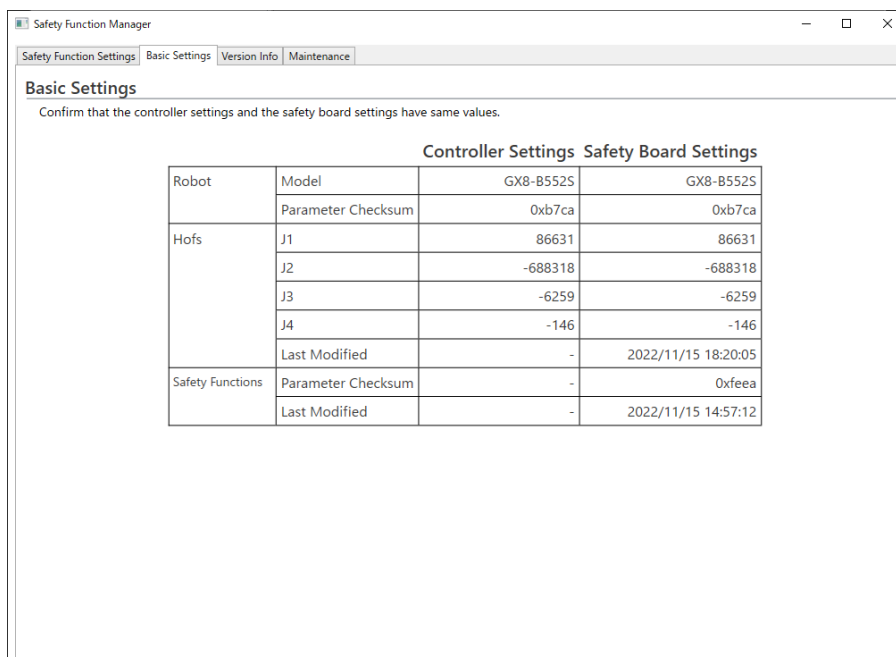 Safety Function Manager
Safety Function Settings Basic Settings Version Info Maintenance
Basic Settings
Confirm that the controller settings and the safety board settings have same values.
Controller Settings Safety Board Settings
Robot Model GX8-B552S GX8-B552S
Parameter Checksum 0xb7ca 0xb7ca
Hofs J1 86631 86631
J2 -688318 -688318
J3 -6259 -6259
J4 -146 -146
Last Modified - 2022/11/15 18:20:05
Safety Functions Parameter Checksum - 0xfeea
Last Modified - 2022/11/15 14:57:12